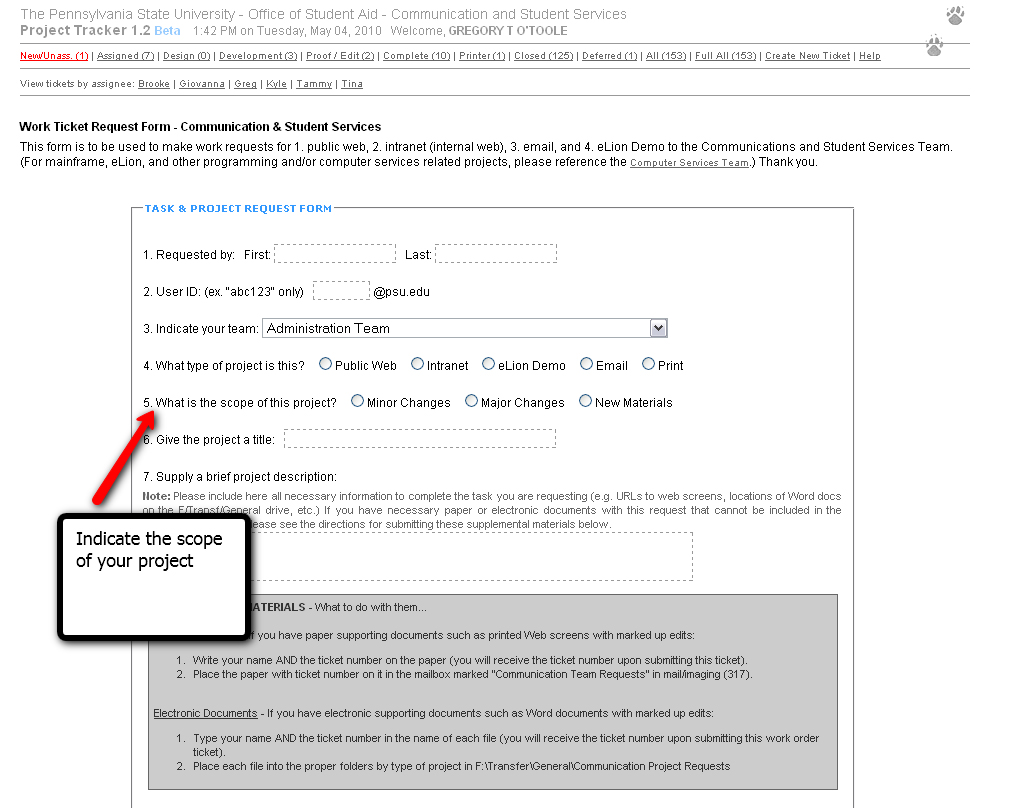 The Pennsylvania State University - Office of Student Aid - Communication and Student Services
Project Tracker 1.2 Beta 1:42 PM on Tuesday, May 04, 2010 Welcome, GREGORY T O'TOOLE
New/Unass. (1) | Assigned (7) | Design (0) | Development (3) | Proof / Edit (2) | Complete (10) | Printer (1) | Closed (125) | Deferred (1) | All (153) | Full All (153) | Create New Ticket | Help
View tickets by assignee: Brooke | Giovanna | Greg | Kyle | Tammy | Tina
Work Ticket Request Form - Communication & Student Services
This form is to be used to make work requests for 1. public web, 2. intranet (internal web), 3. email, and 4. eLion Demo to the Communications and Student Services Team.
(For mainframe, eLion, and other programming and/or computer services related projects, please reference the Computer Services Team.) Thank you.
TASK & PROJECT REQUEST FORM
1. Requested by: First: Last:
2. User ID: (ex. "abc123" only) @psu.edu
3. Indicate your team: Administration Team
4. What type of project is this? Public Web Intranet eLion Demo Email Print
5. What is the scope of this project? Minor Changes Major Changes New Materials
6. Give the project a title:
7. Supply a brief project description:
Note: Please include here all necessary information to complete the task you are requesting (e.g. URLs to web screens, locations of Word docs
on the F/Transf/General drive, etc.) If you have necessary paper or electronic documents with this request that cannot be included in the
ease see the directions for submitting these supplemental materials below.
Indicate the scope
of your project
ATERIALS - What to do with them...
f you have paper supporting documents such as printed Web screens with marked up edits:
1. Write your name AND the ticket number on the paper (you will receive the ticket number upon submitting this ticket).
2. Place the paper with ticket number on it in the mailbox marked "Communication Team Requests" in mail/imaging (317).
Electronic Documents - If you have electronic supporting documents such as Word documents with marked up edits:
1. Type your name AND the ticket number in the name of each file (you will receive the ticket number upon submitting this work order
ticket).
2. Place each file into the proper folders by type of project in F:\Transfer\General\Communication Project Requests